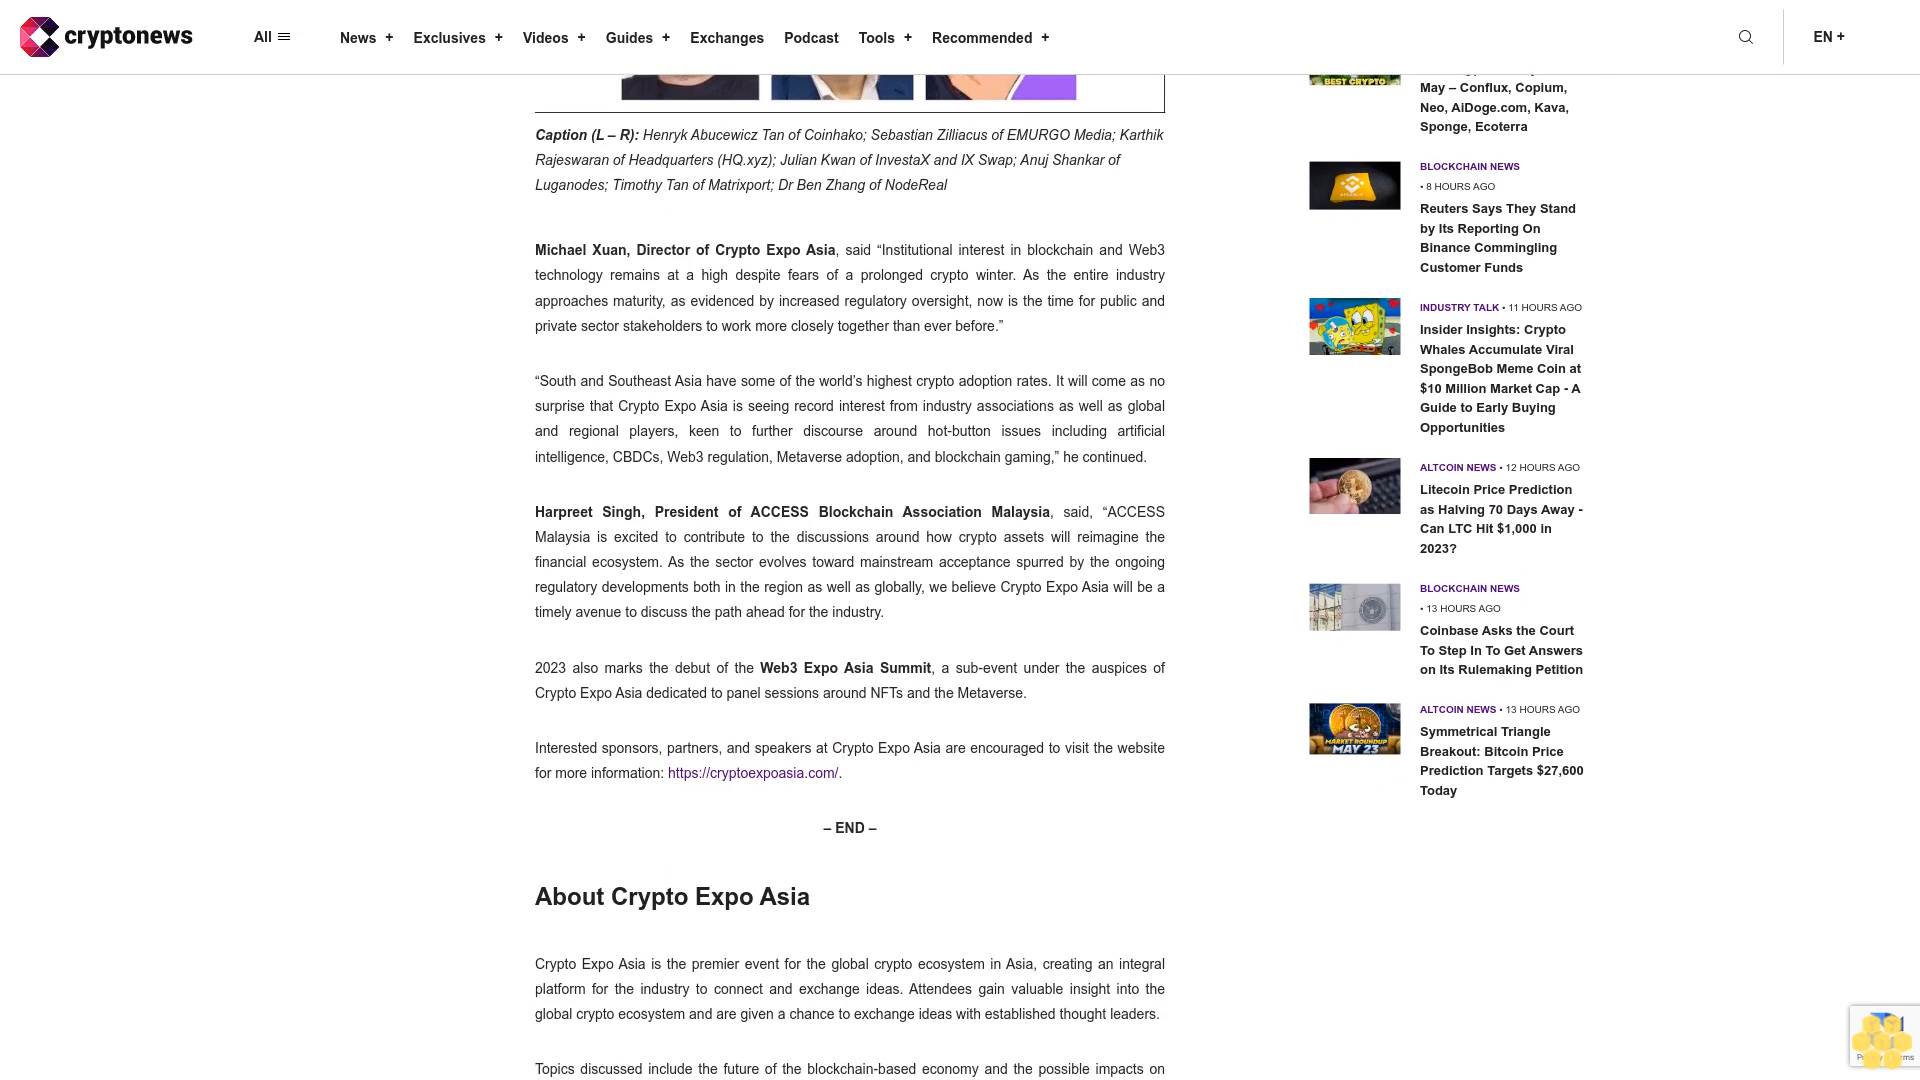 cryptonews
All
News +
Exclusives +
Videos +
Guides +
Exchanges
Podcast
Tools +
Recommended +
EN +
Caption (L – R): Henryk Abucewicz Tan of Coinhako; Sebastian Zilliacus of EMURGO Media; Karthik
Rajeswaran of Headquarters (HQ.xyz); Julian Kwan of InvestaX and IX Swap; Anuj Shankar of
Luganodes; Timothy Tan of Matrixport; Dr Ben Zhang of NodeReal
Michael Xuan, Director of Crypto Expo Asia, said “Institutional interest in blockchain and Web3
technology remains at a high despite fears of a prolonged crypto winter. As the entire industry
approaches maturity, as evidenced by increased regulatory oversight, now is the time for public and
private sector stakeholders to work more closely together than ever before.”
“South and Southeast Asia have some of the world’s highest crypto adoption rates. It will come as no
surprise that Crypto Expo Asia is seeing record interest from industry associations as well as global
and regional players, keen to further discourse around hot-button issues including artificial
intelligence, CBDCs, Web3 regulation, Metaverse adoption, and blockchain gaming,” he continued.
Harpreet Singh, President of ACCESS Blockchain Association Malaysia, said, “ACCESS
Malaysia is excited to contribute to the discussions around how crypto assets will reimagine the
financial ecosystem. As the sector evolves toward mainstream acceptance spurred by the ongoing
regulatory developments both in the region as well as globally, we believe Crypto Expo Asia will be a
timely avenue to discuss the path ahead for the industry.
2023 also marks the debut of the Web3 Expo Asia Summit, a sub-event under the auspices of
Crypto Expo Asia dedicated to panel sessions around NFTs and the Metaverse.
Interested sponsors, partners, and speakers at Crypto Expo Asia are encouraged to visit the website
for more information: https://cryptoexpoasia.com/.
– END –
About Crypto Expo Asia
Crypto Expo Asia is the premier event for the global crypto ecosystem in Asia, creating an integral
platform for the industry to connect and exchange ideas. Attendees gain valuable insight into the
global crypto ecosystem and are given a chance to exchange ideas with established thought leaders.
Topics discussed include the future of the blockchain-based economy and the possible impacts on
BEST CRYPTO
May – Conflux, Copium,
Neo, AiDoge.com, Kava,
Sponge, Ecoterra
BLOCKCHAIN NEWS
• 8 HOURS AGO
Reuters Says They Stand
by Its Reporting On
Binance Commingling
Customer Funds
INDUSTRY TALK • 11 HOURS AGO
Insider Insights: Crypto
Whales Accumulate Viral
SpongeBob Meme Coin at
$10 Million Market Cap - A
Guide to Early Buying
Opportunities
ALTCOIN NEWS • 12 HOURS AGO
Litecoin Price Prediction
as Halving 70 Days Away -
Can LTC Hit $1,000 in
2023?
BLOCKCHAIN NEWS
• 13 HOURS AGO
Coinbase Asks the Court
To Step In To Get Answers
on Its Rulemaking Petition
MARKET ROUNDUP
MAY 23
ALTCOIN NEWS • 13 HOURS AGO
Symmetrical Triangle
Breakout: Bitcoin Price
Prediction Targets $27,600
Today